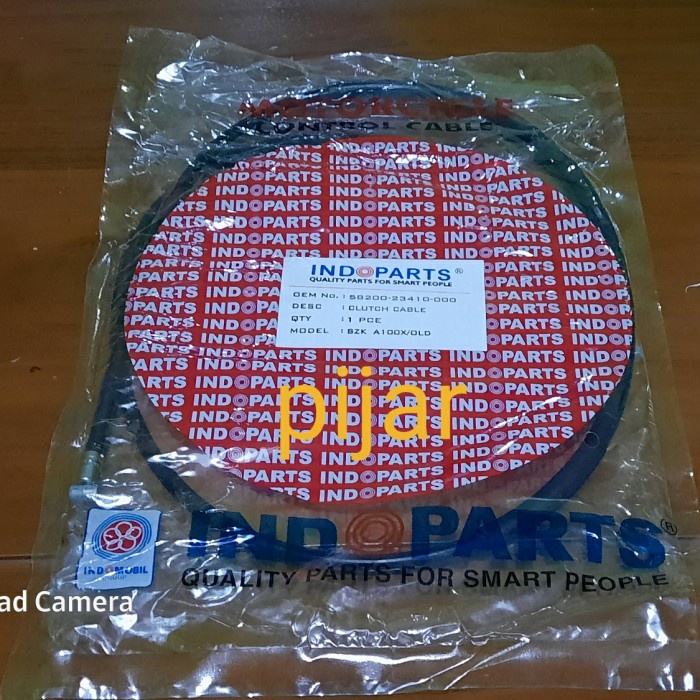 MOTORCYCLE
CONTROL CABLE
INDOPARTS®
QUALITY PARTS FOR SMART PEOPLE
OEM No. : 58200-23410-000
DESC : CLUTCH CABLE
QTY : 1 PCE
MODEL : SZK A100X/OLD
pijar
INDOPARTS®
QUALITY PARTS FOR SMART PEOPLE
INDOMOBIL
ad Camera